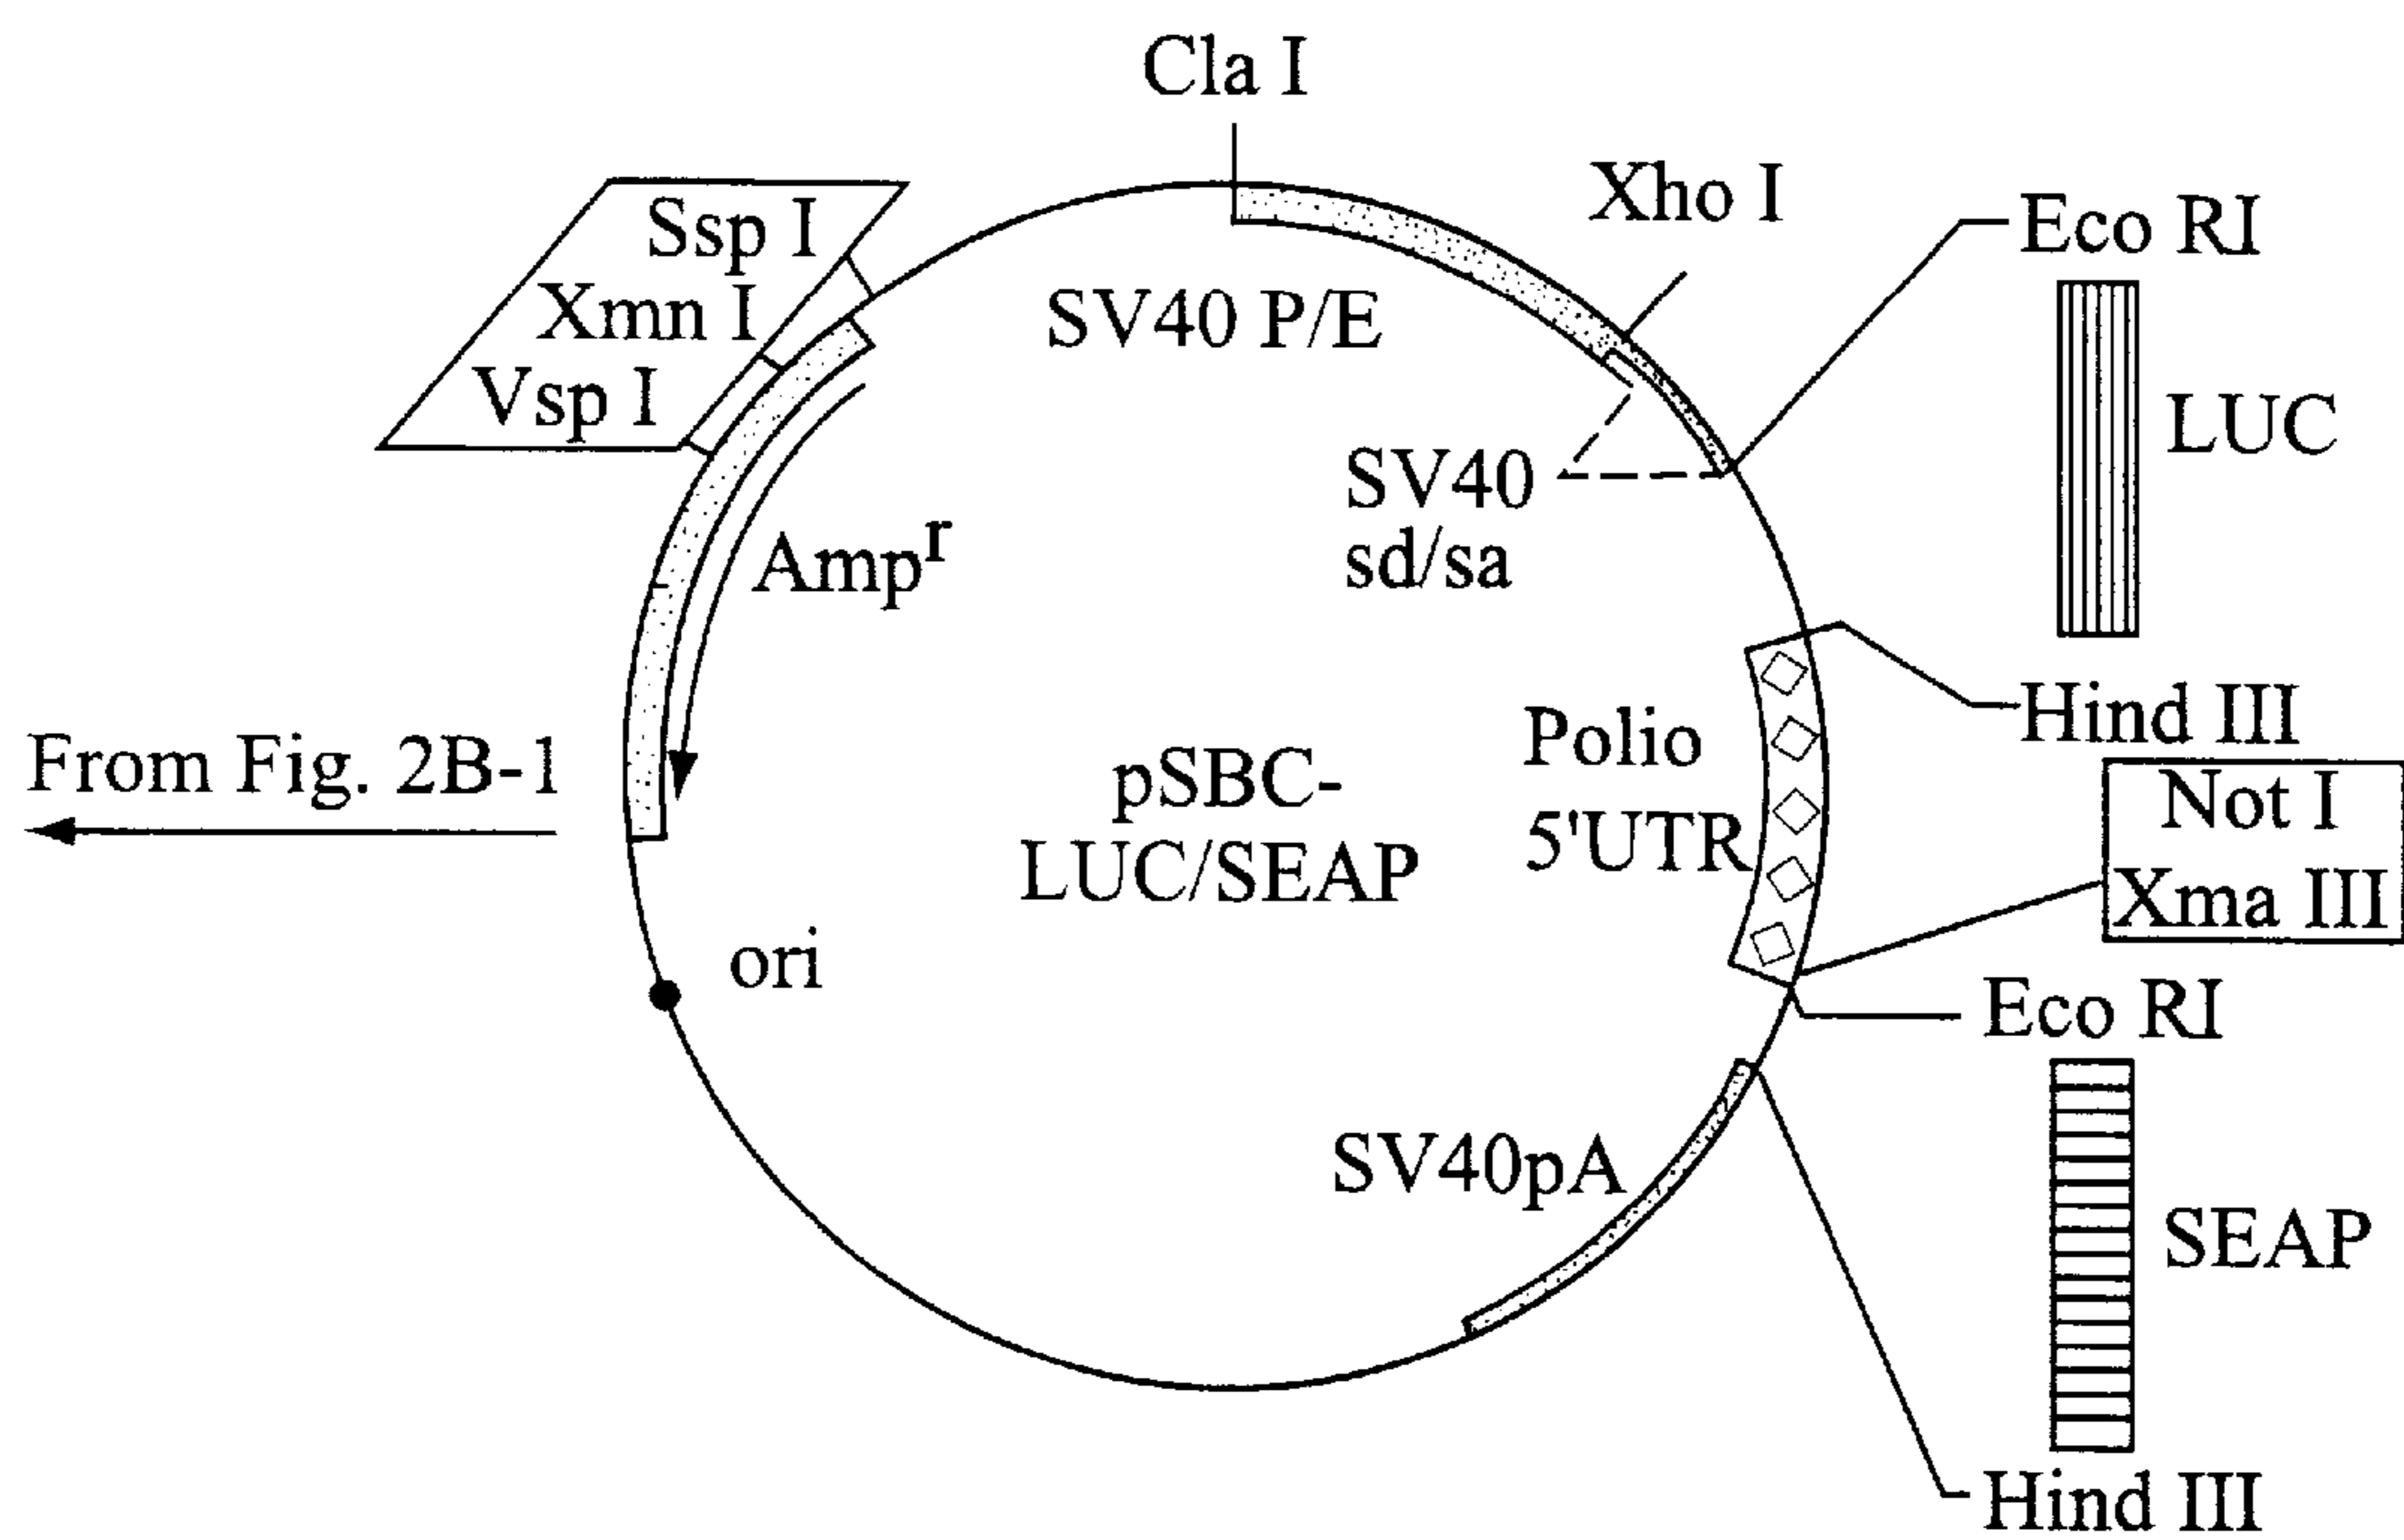 Cla I
Xho I
Ssp I
Xmn I
Vsp I
Eco RI
SV40 P/E
LUC
SV40
sd/sa
Ampʳ
Hind III
Polio
5'UTR
Not I
Xma III
From Fig. 2B-1
pSBC-
LUC/SEAP
ori
Eco RI
SV40pA
SEAP
Hind III